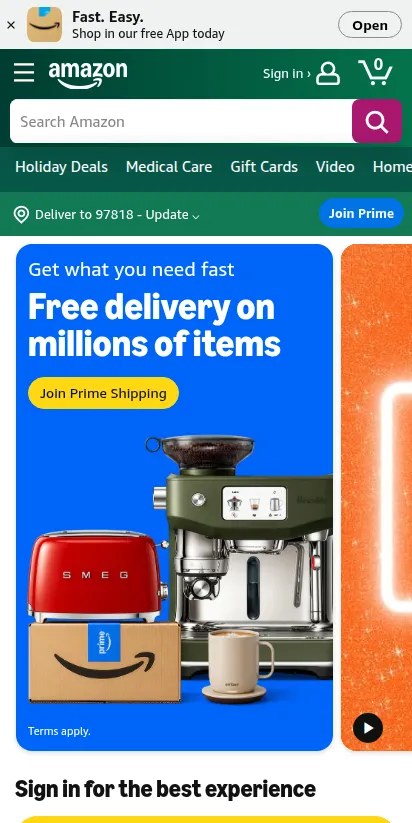 Fast. Easy.
Shop in our free App today
Open
amazon
Sign in ›
0
Search Amazon
Holiday Deals Medical Care Gift Cards Video Home
Deliver to 97818 - Update
Join Prime
Get what you need fast
Free delivery on
millions of items
Join Prime Shipping
SMEG
prime
Terms apply.
Sign in for the best experience